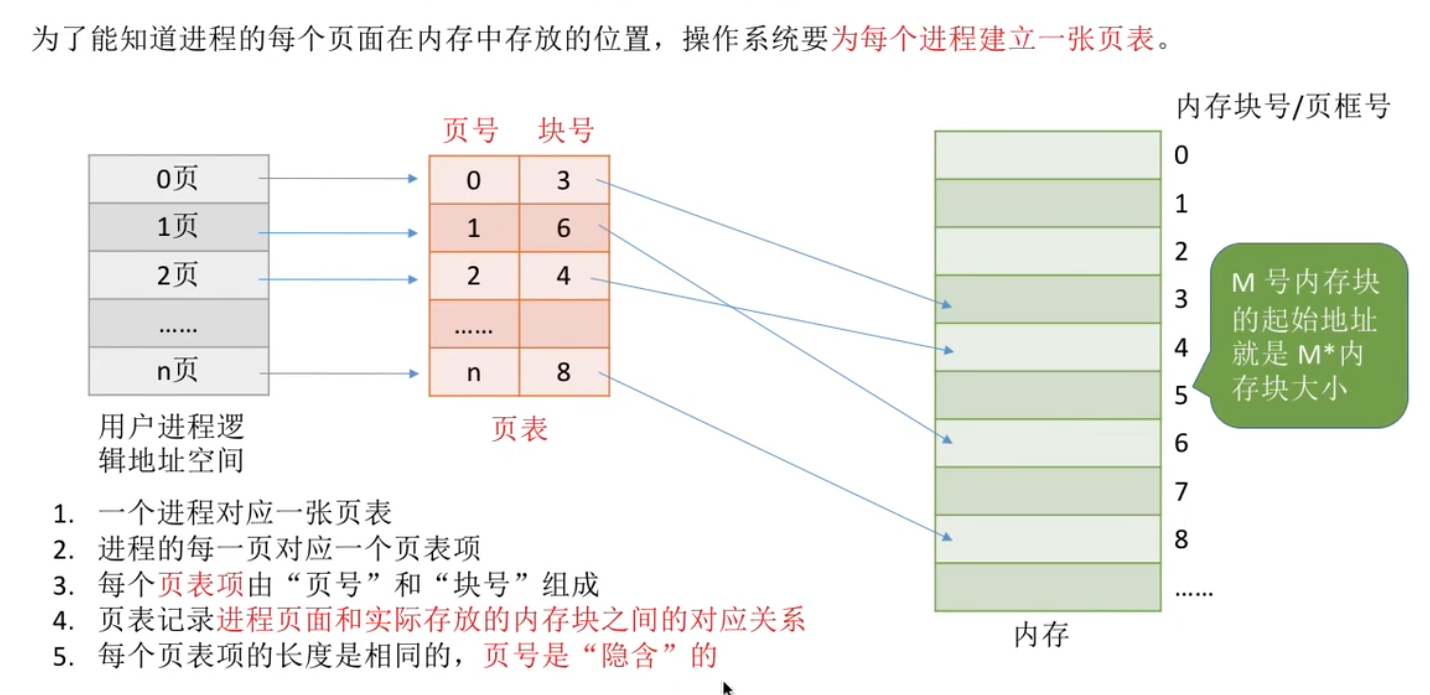 为了能知道进程的每个页面在内存中存放的位置，操作系统要为每个进程建立一张页表。
内存块号/页框号
页号 块号
0页
1页
2页
……
n页
用户进程逻
辑地址空间
0 3
1 6
2 4
……
n 8
页表
0
1
2
3
4
5
6
7
8
……
内存
M 号内存块
的起始地址
就是 M*内
存块大小
1. 一个进程对应一张页表
2. 进程的每一页对应一个页表项
3. 每个页表项由“页号”和“块号”组成
4. 页表记录进程页面和实际存放的内存块之间的对应关系
5. 每个页表项的长度是相同的，页号是“隐含”的